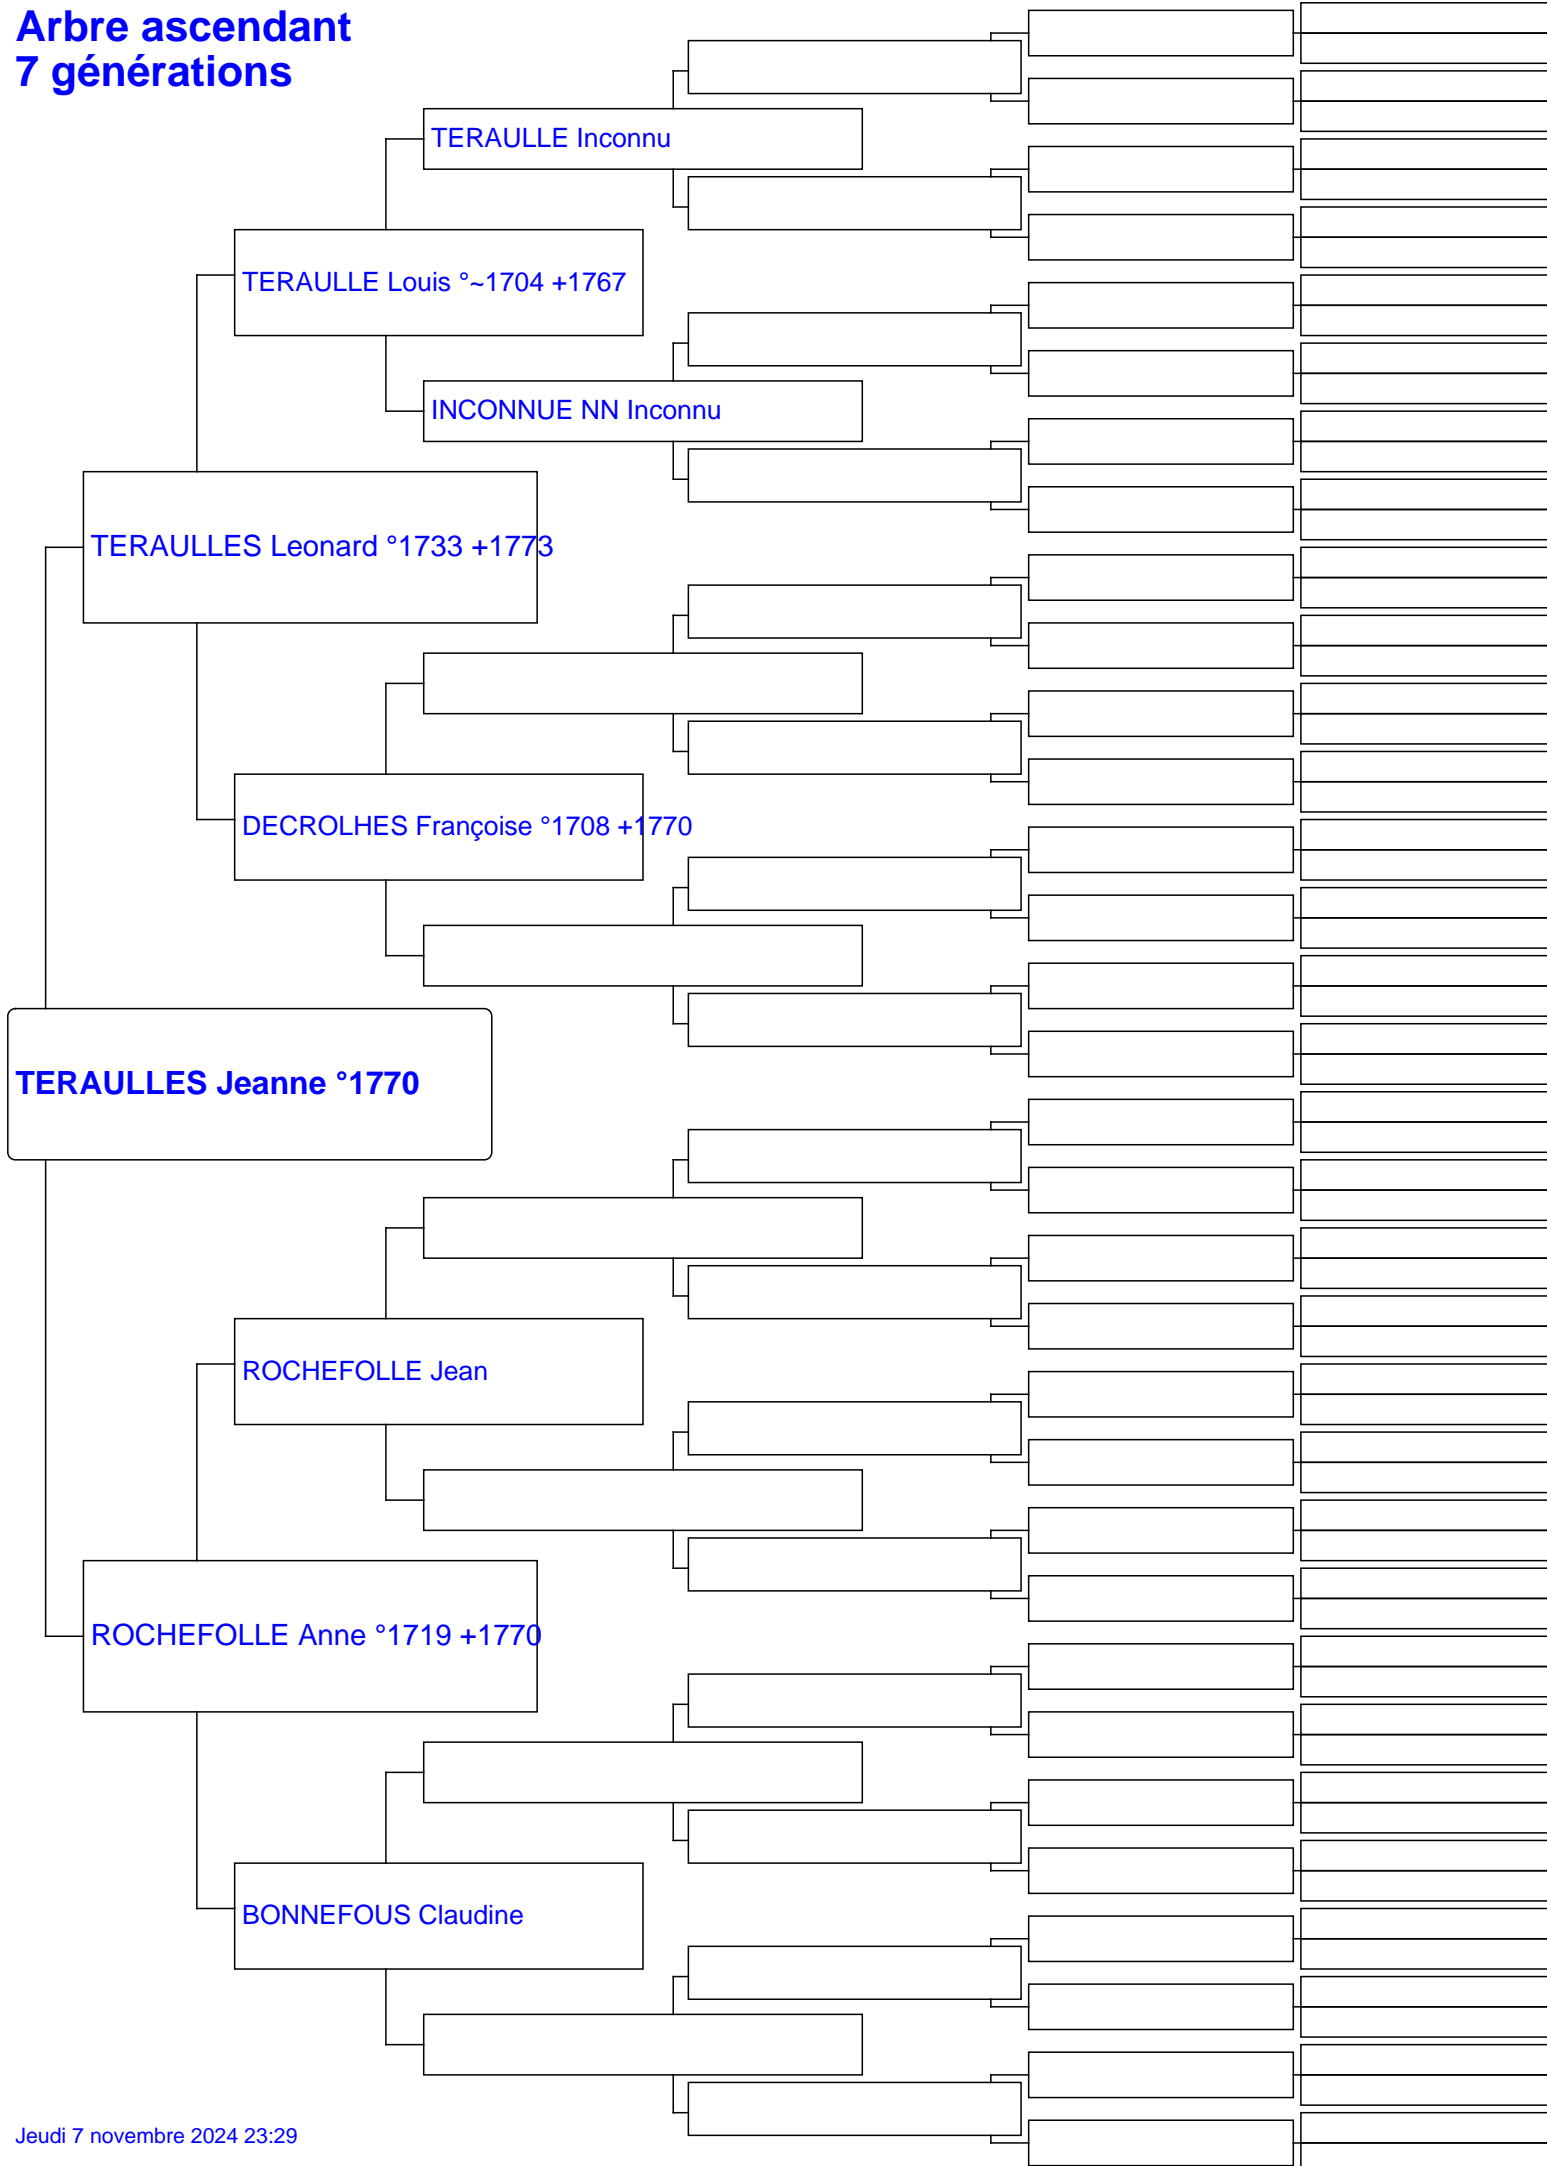 Arbre ascendant
7 générations
TERAULLE Inconnu
TERAULLE Louis °~1704 +1767
INCONNUE NN Inconnu
TERAULLES Leonard °1733 +1773
DECROLHES Françoise °1708 +1770
TERAULLES Jeanne °1770
ROCHEFOLLE Jean
ROCHEFOLLE Anne °1719 +1770
BONNEFOUS Claudine
Jeudi 7 novembre 2024 23:29